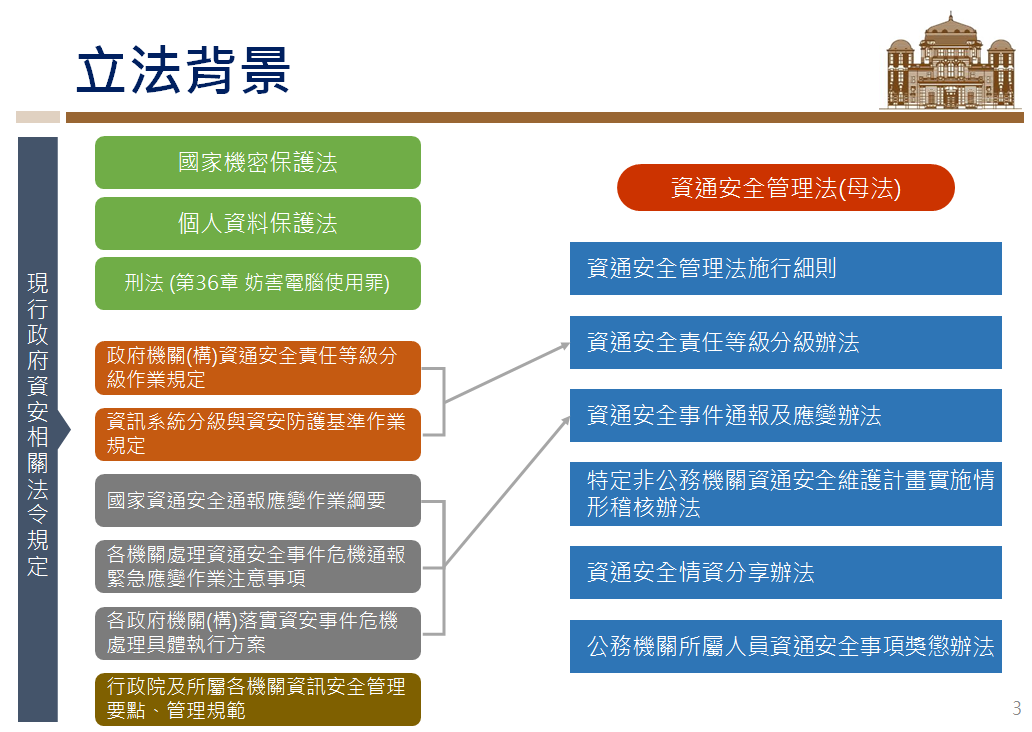 立法背景
現行政府資安相關法令規定
國家機密保護法
個人資料保護法
刑法 (第36章 妨害電腦使用罪)
政府機關(構)資通安全責任等級分
級作業規定
資訊系統分級與資安防護基準作業
規定
國家資通安全通報應變作業綱要
各機關處理資通安全事件危機通報
緊急應變作業注意事項
各政府機關(構)落實資安事件危機
處理具體執行方案
行政院及所屬各機關資訊安全管理
要點、管理規範
資通安全管理法(母法)
資通安全管理法施行細則
資通安全責任等級分級辦法
資通安全事件通報及應變辦法
特定非公務機關資通安全維護計畫實施情
形稽核辦法
資通安全情資分享辦法
公務機關所屬人員資通安全事項獎懲辦法
3